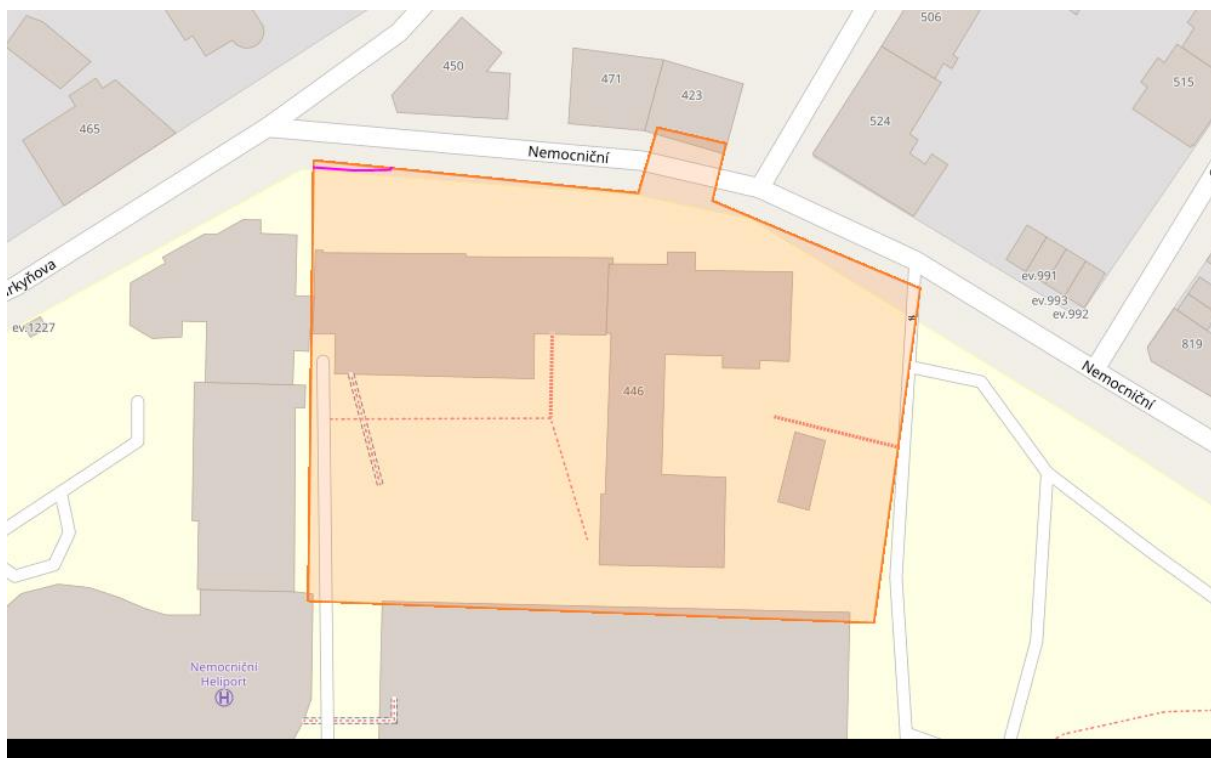 506
450
471
423
515
465
524
Nemocniční
rkyňova
ev.991
ev.993
ev.992
ev.1227
819
Nemocniční
446
Nemocniční
Heliport
H